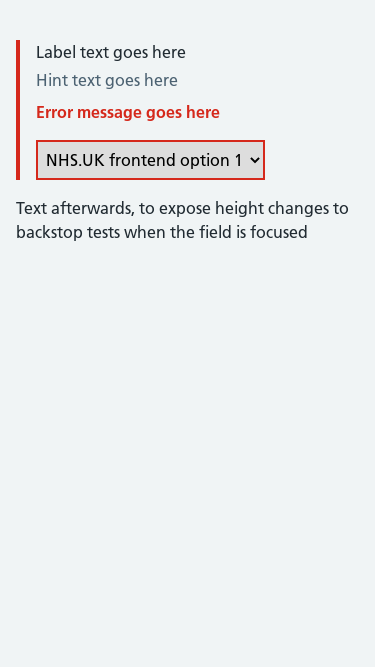 Label text goes here
Hint text goes here
Error message goes here
NHS.UK frontend option 1
Text afterwards, to expose height changes to
backstop tests when the field is focused